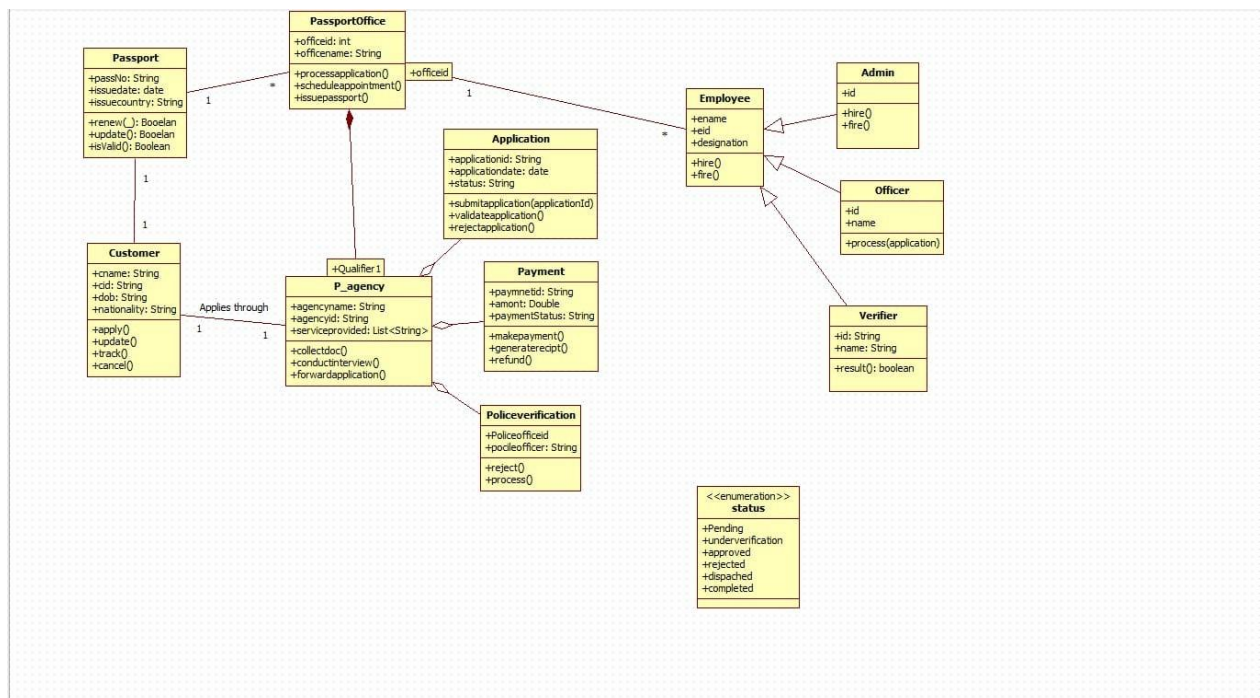 PassportOffice
+officeid: int
+officename: String
+processapplication()
+scheduleappointment()
+issuepassport()
+officeid
Passport
+passNo: String
+issuedate: date
+issuecountry: String
+renew(_): Booelan
+update(): Booelan
+isValid(): Boolean
1
*
1
*
Employee
+ename
+eid
+designation
+hire()
+fire()
Admin
+id
+hire()
+fire()
Application
+applicationid: String
+applicationdate: date
+status: String
+submitapplication(applicationId)
+validateapplication()
+rejectapplication()
Officer
+id
+name
+process(application)
1
1
Customer
+cname: String
+cid: String
+dob: String
+nationality: String
+apply()
+update()
+track()
+cancel()
Applies through
1
1
+Qualifier1
P_agency
+agencyname: String
+agencyid: String
+serviceprovided: List<String>
+collectdoc()
+conductinterview()
+forwardapplication()
Payment
+paymnetid: String
+amont: Double
+paymentStatus: String
+makepayment()
+generaterecipt()
+refund()
Verifier
+id: String
+name: String
+result(): boolean
Policeverification
+Policeofficeid
+pocileofficer: String
+reject()
+process()
<<enumeration>>
status
+Pending
+underverification
+approved
+rejected
+dispached
+completed